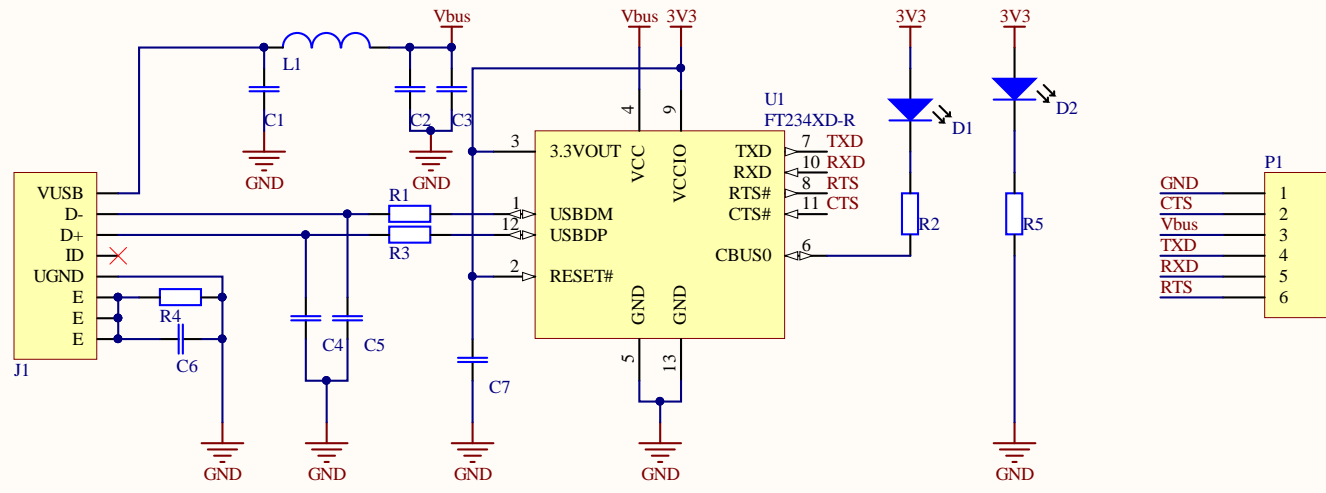 Vbus
Vbus 3V3
3V3
3V3
L1
C1
C2
C3
GND
GND
4
9
U1
FT234XD-R
D1
D2
3 3.3VOUT
VCC
VCCIO
TXD 7 TXD
RXD 10 RXD
RTS# 8 RTS
CTS# 11 CTS
P1
VUSB
D-
D+
ID
UGND
E
E
E
J1
R1
R3
1 USBDM
12 USBDP
2 RESET#
CBUS0 6
R2
R5
GND 1
CTS 2
Vbus 3
TXD 4
RXD 5
RTS 6
R4
C6
C4
C5
C7
GND
GND
5
13
GND
GND
GND
GND
GND